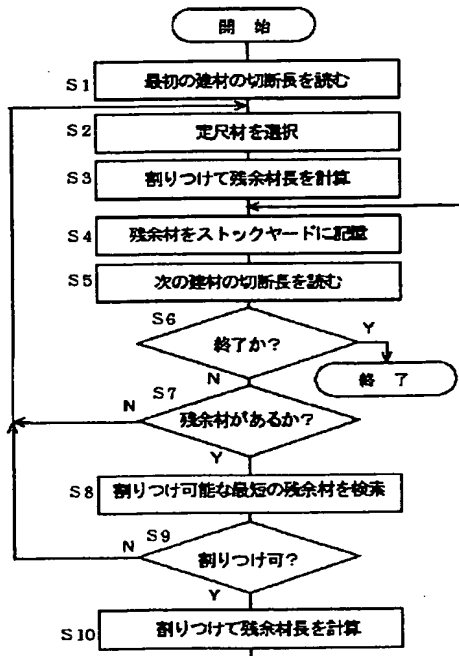 開 始
S1 最初の建材の切断長を読む
S2 定尺材を選択
S3 割りつけて残余材長を計算
S4 残余材をストックヤードに記憶
S5 次の建材の切断長を読む
S6
終了か?
Y
終 了
N
S7
N
残余材があるか?
Y
S8 割りつけ可能な最短の残余材を検索
S9
N
割りつけ可?
Y
S10 割りつけて残余材長を計算